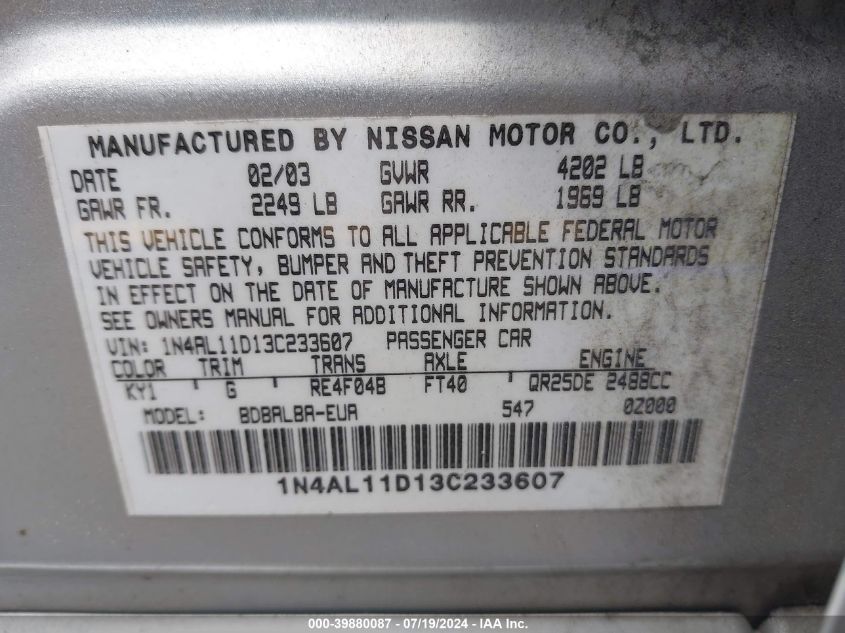 MANUFACTURED BY NISSAN MOTOR CO., LTD.
DATE 02/03 GVWR 4202 LB
GAWR FR. 2249 LB GAWR RR. 1969 LB
THIS VEHICLE CONFORMS TO ALL APPLICABLE FEDERAL MOTOR
VEHICLE SAFETY, BUMPER AND THEFT PREVENTION STANDARDS
IN EFFECT ON THE DATE OF MANUFACTURE SHOWN ABOVE.
SEE OWNERS MANUAL FOR ADDITIONAL INFORMATION.
VIN: 1N4AL11D13C233607 PASSENGER CAR
COLOR TRIM TRANS AXLE ENGINE
KY1 G RE4F04B FT40 QR25DE 2488CC
MODEL: BDBALBA-EUA 547 0Z000
1N4AL11D13C233607
000-39880087 - 07/19/2024 - IAA Inc.